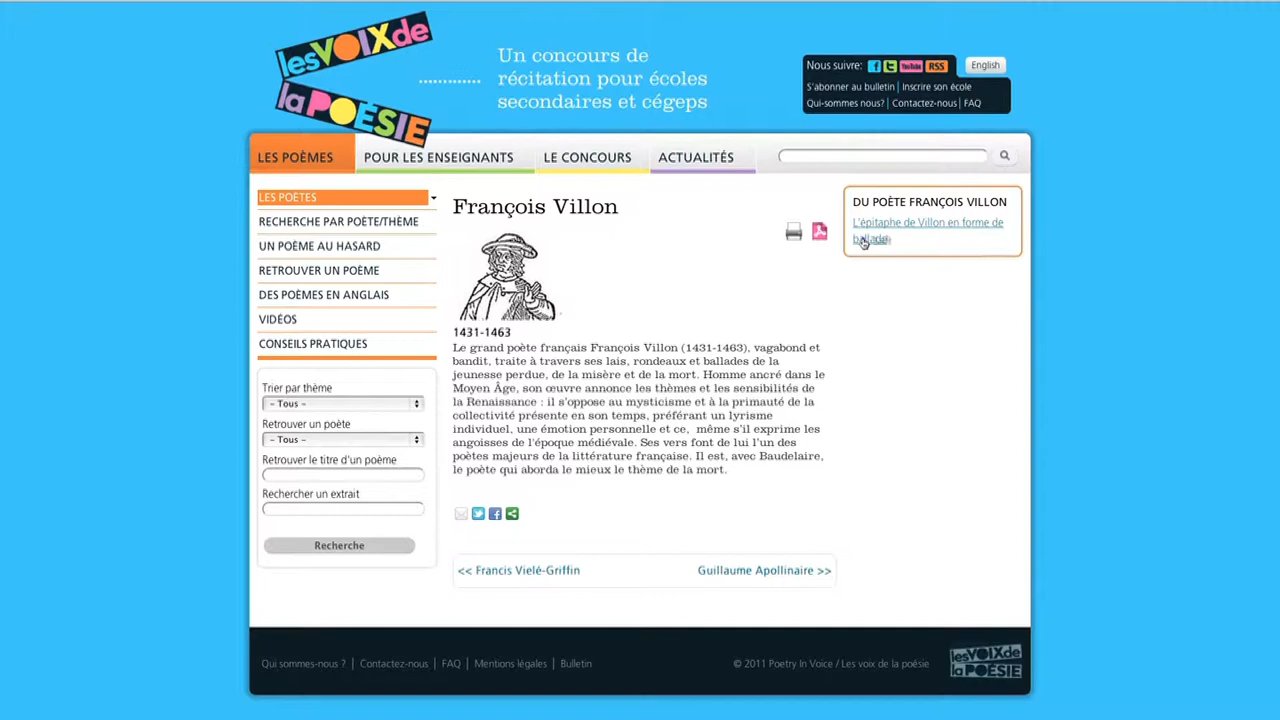 lesVOIXde
laPOÉSIE
Un concours de
récitation pour écoles
secondaires et cégeps
Nous suivre: f t YouTube RSS
English
S'abonner au bulletin | Inscrire son école
Qui-sommes nous? | Contactez-nous | FAQ
LES POÈMES POUR LES ENSEIGNANTS LE CONCOURS ACTUALITÉS
LES POÈTES
RECHERCHE PAR POÈTE/THÈME
UN POÈME AU HASARD
RETROUVER UN POÈME
DES POÈMES EN ANGLAIS
VIDÉOS
CONSEILS PRATIQUES
Trier par thème
- Tous -
Retrouver un poète
- Tous -
Retrouver le titre d'un poème
Rechercher un extrait
Recherche
François Villon
1431-1463
Le grand poète français François Villon (1431-1463), vagabond et
bandit, traite à travers ses lais, rondeaux et ballades de la
jeunesse perdue, de la misère et de la mort. Homme ancré dans le
Moyen Âge, son œuvre annonce les thèmes et les sensibilités de
la Renaissance : il s'oppose au mysticisme et à la primauté de la
collectivité présente en son temps, préférant un lyrisme
individuel, une émotion personnelle et ce, même s'il exprime les
angoisses de l'époque médiévale. Ses vers font de lui l'un des
poètes majeurs de la littérature française. Il est, avec Baudelaire,
le poète qui aborda le mieux le thème de la mort.
<< Francis Vielé-Griffin
Guillaume Apollinaire >>
DU POÈTE FRANÇOIS VILLON
L'épitaphe de Villon en forme de
Qui sommes-nous ? | Contactez-nous | FAQ | Mentions légales | Bulletin
© 2011 Poetry In Voice / Les voix de la poésie
lesVOIXde
laPOÉSIE